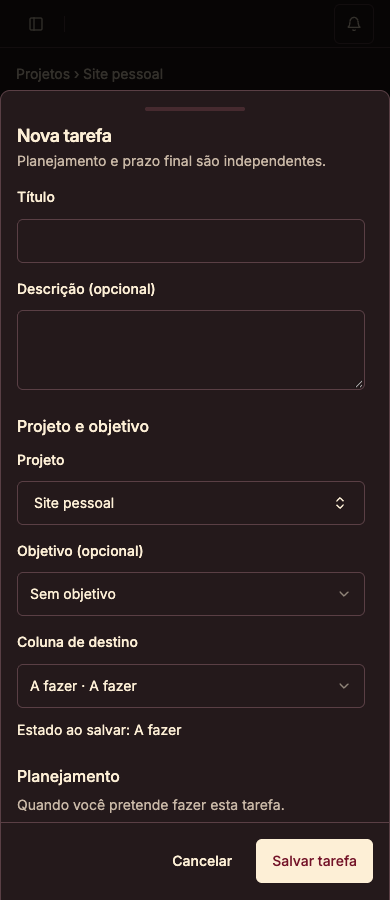 Projetos › Site pessoal
Nova tarefa
Planejamento e prazo final são independentes.
Título
Descrição (opcional)
Projeto e objetivo
Projeto
Site pessoal
Objetivo (opcional)
Sem objetivo
Coluna de destino
A fazer · A fazer
Estado ao salvar: A fazer
Planejamento
Quando você pretende fazer esta tarefa.
Cancelar
Salvar tarefa